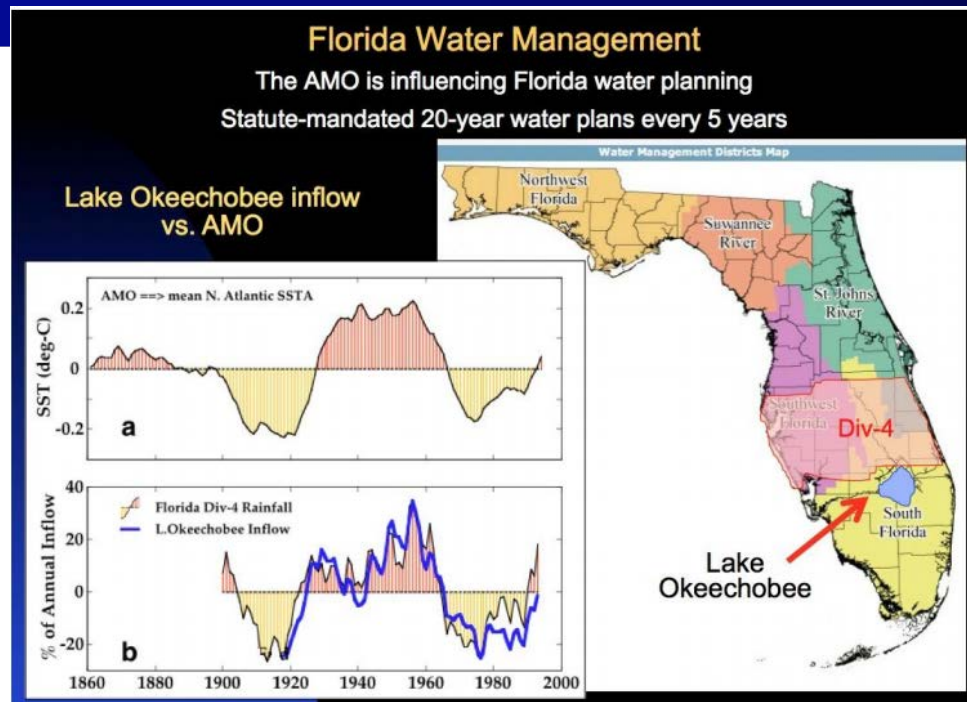 Florida Water Management
The AMO is influencing Florida water planning
Statute-mandated 20-year water plans every 5 years
Lake Okeechobee inflow
vs. AMO
Water Management Districts Map
Northwest
Florida
Suwannee
River
St. Johns
River
Southwest
Florida
Div-4
South
Florida
Lake
Okeechobee
AMO ==> mean N. Atlantic SSTA
SST (deg-C)
0.2
0
-0.2
a
% of Annual Inflow
40
20
0
-20
Florida Div-4 Rainfall
L.Okeechobee Inflow
b
1860 1880 1900 1920 1940 1960 1980 2000